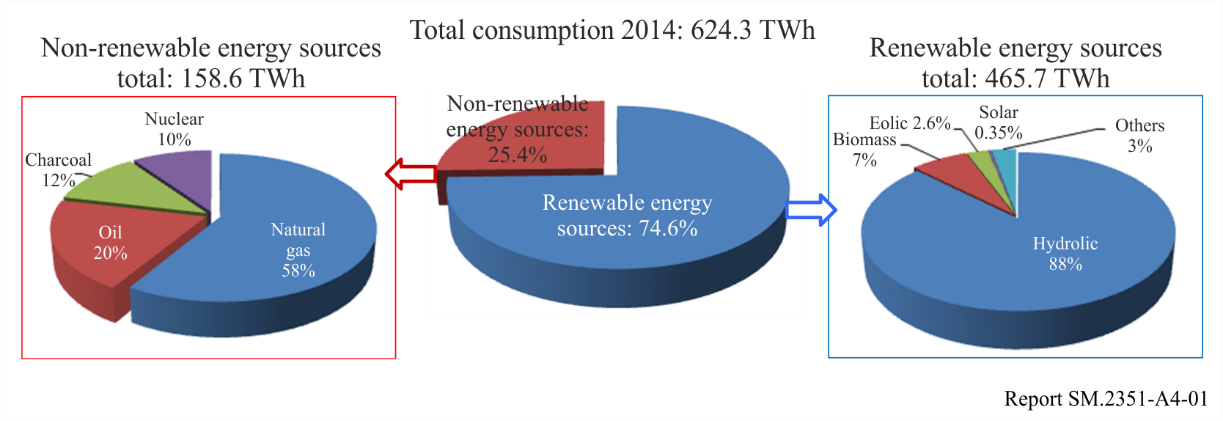 Total consumption 2014: 624.3 TWh
Non-renewable energy sources
total: 158.6 TWh
Nuclear
10%
Charcoal
12%
Oil
20%
Natural
gas
58%
Non-renewable
energy sources:
25.4%
Renewable energy
sources: 74.6%
Renewable energy sources
total: 465.7 TWh
Solar
0.35%
Eolic 2.6%
Others
3%
Biomass
7%
Hydrolic
88%
Report SM.2351-A4-01